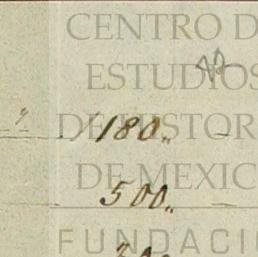 CENTRO D
ESTUDIOS
DE HISTOR
180.,
DE MEXIC
500.,
FUNDACI